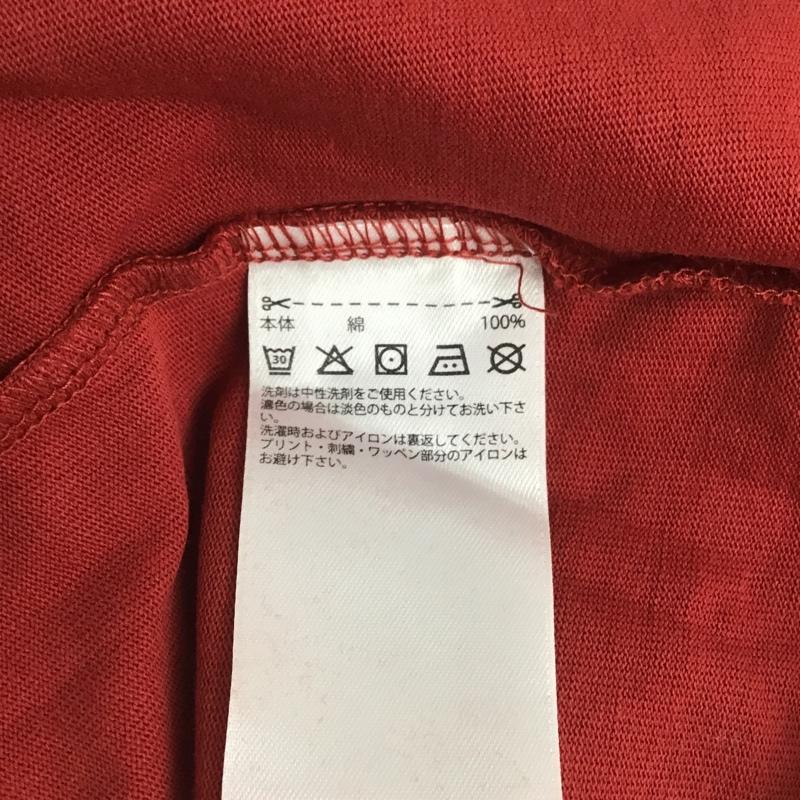 本体 綿 100%
30
洗剤は中性洗剤をご使用ください。
濃色の場合は淡色のものと分けてお洗い下さ
い。
洗濯時およびアイロンは裏返してください。
プリント・刺繍・ワッペン部分のアイロンは
お避け下さい。